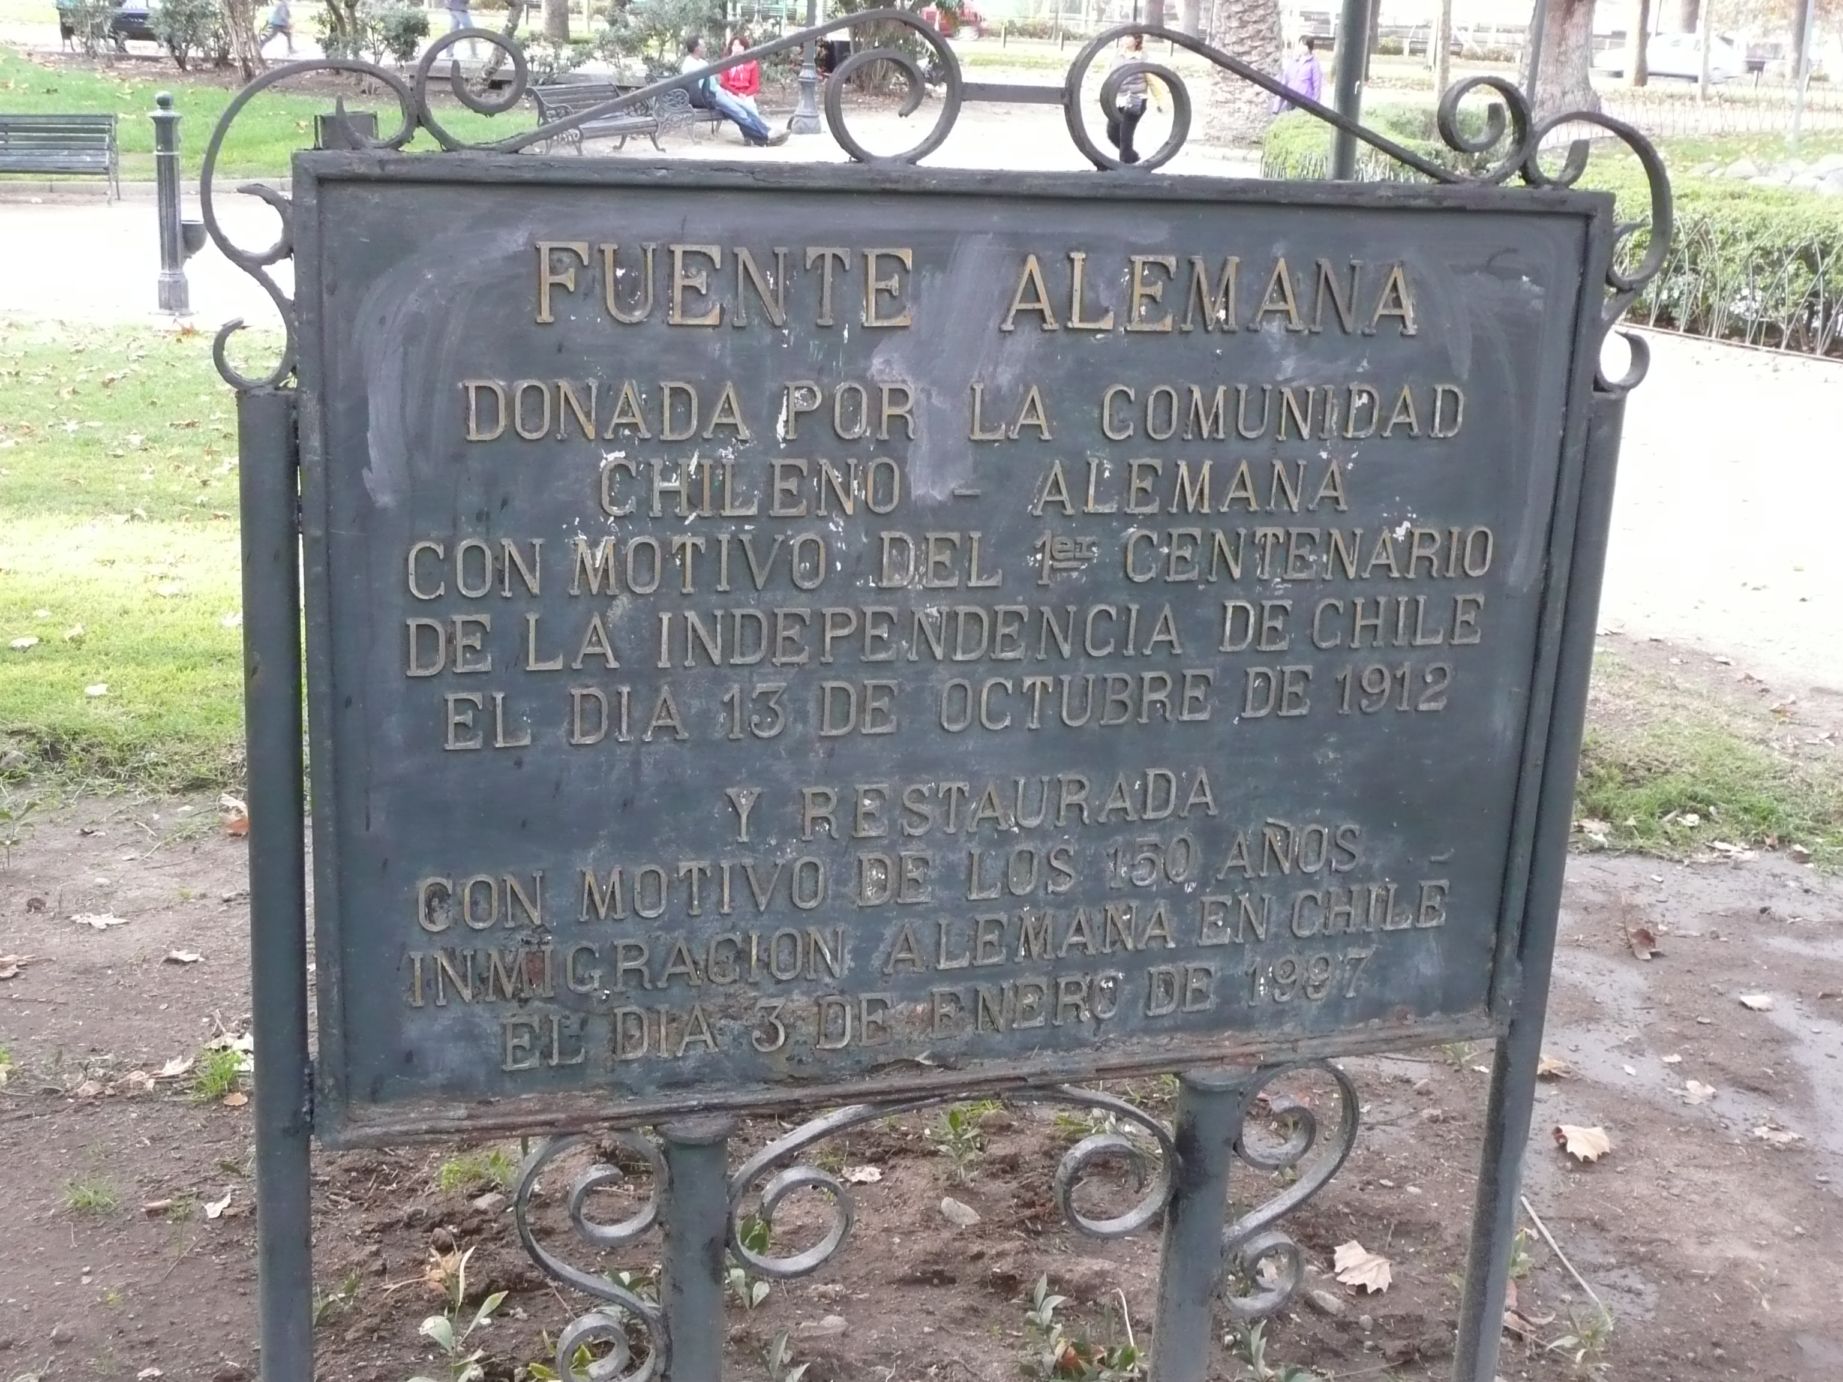 FUENTE ALEMANA
DONADA POR LA COMUNIDAD
CHILENO - ALEMANA
CON MOTIVO DEL 1er CENTENARIO
DE LA INDEPENDENCIA DE CHILE
EL DIA 13 DE OCTUBRE DE 1912
Y RESTAURADA
CON MOTIVO DE LOS 150 AÑOS
INMIGRACION ALEMANA EN CHILE
EL DIA 3 DE ENERO DE 1997